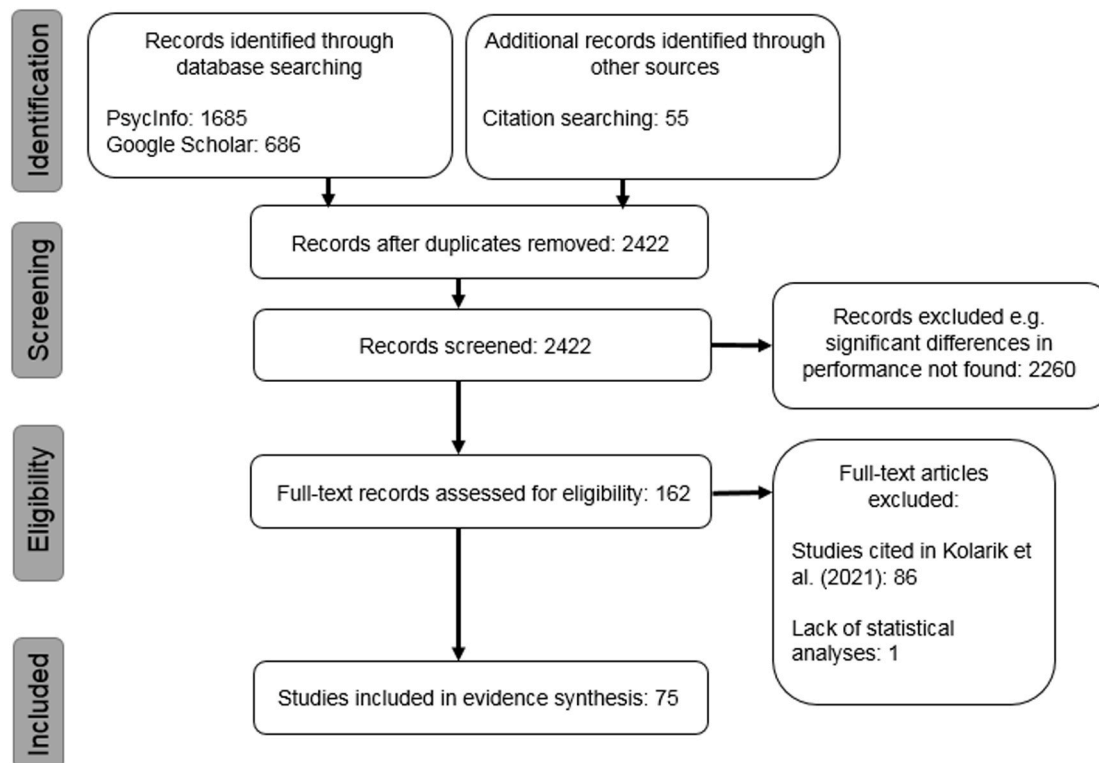 Identification
Records identified through
database searching
PsycInfo: 1685
Google Scholar: 686
Additional records identified through
other sources
Citation searching: 55
Screening
Records after duplicates removed: 2422
Records screened: 2422
Records excluded e.g.
significant differences in
performance not found: 2260
Eligibility
Full-text records assessed for eligibility: 162
Full-text articles
excluded:
Studies cited in Kolarik et
al. (2021): 86
Lack of statistical
analyses: 1
Included
Studies included in evidence synthesis: 75